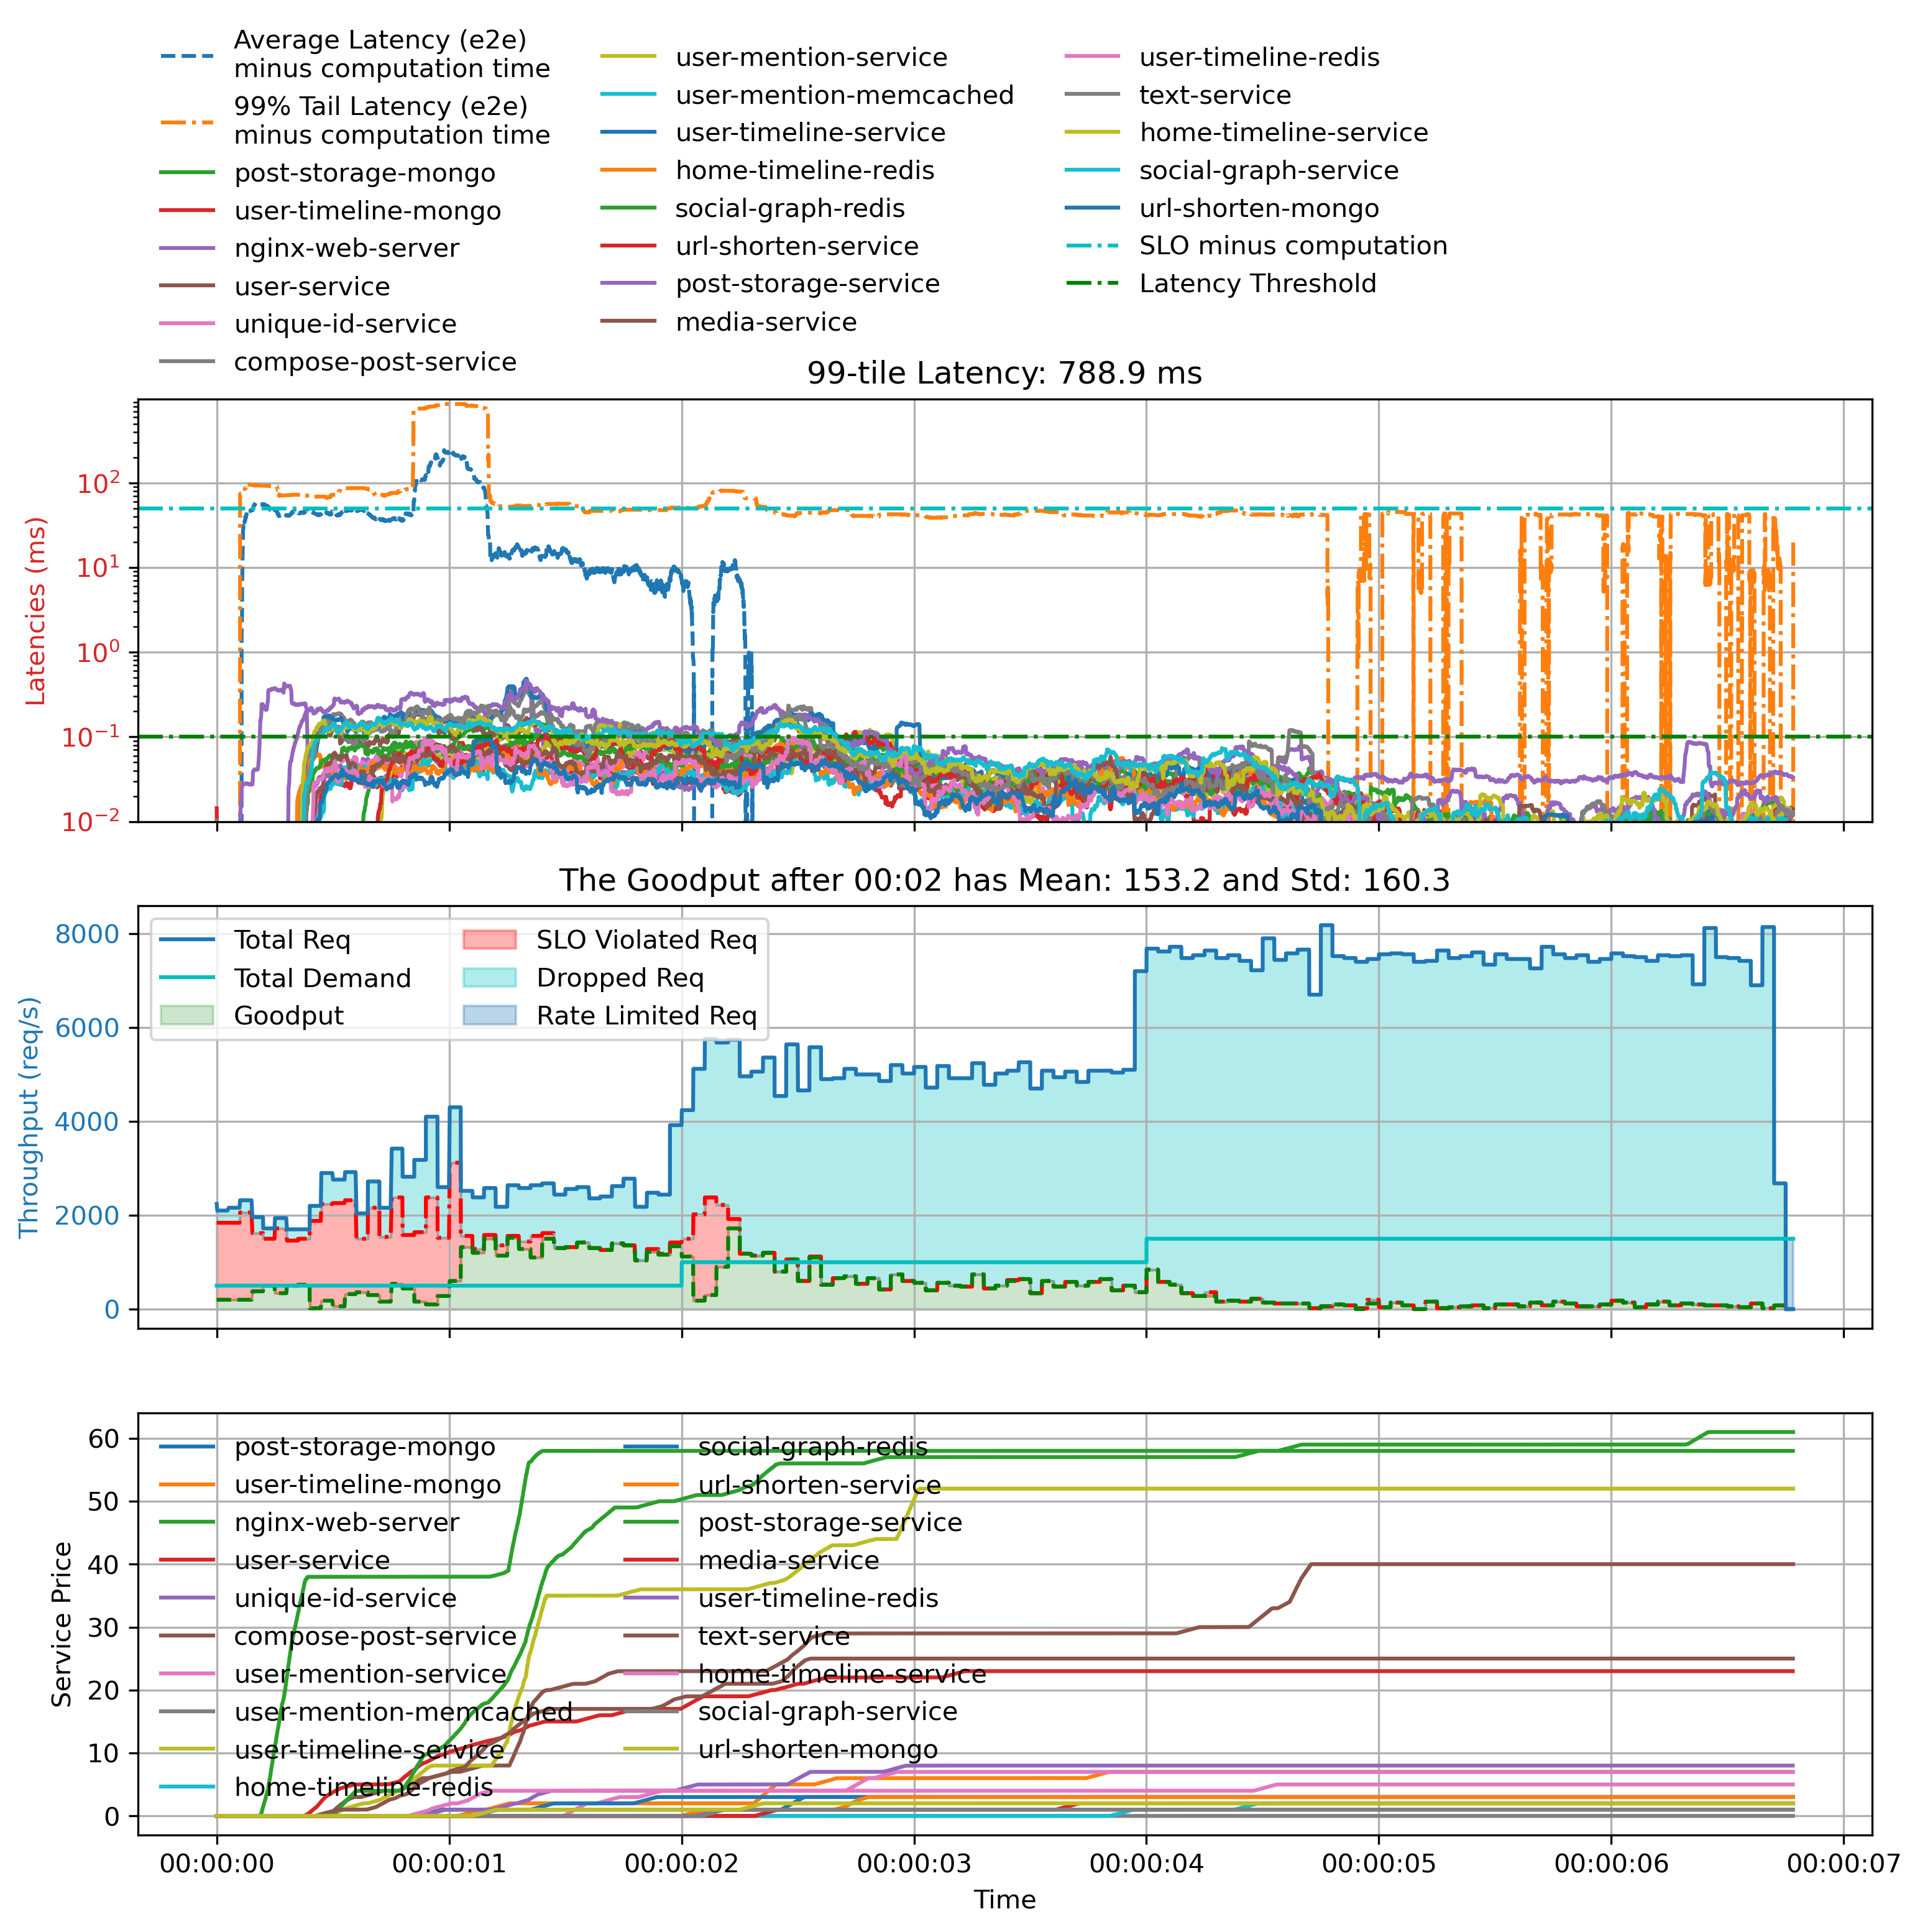 Average Latency (e2e)
minus computation time
99% Tail Latency (e2e)
minus computation time
post-storage-mongo
user-timeline-mongo
nginx-web-server
user-service
unique-id-service
compose-post-service
user-mention-service
user-mention-memcached
user-timeline-service
home-timeline-redis
social-graph-redis
url-shorten-service
post-storage-service
media-service
user-timeline-redis
text-service
home-timeline-service
social-graph-service
url-shorten-mongo
SLO minus computation
Latency Threshold
99-tile Latency: 788.9 ms
Latencies (ms)
10²
10¹
10⁰
10⁻¹
10⁻²
The Goodput after 00:02 has Mean: 153.2 and Std: 160.3
Throughput (req/s)
8000
6000
4000
2000
0
Total Req
Total Demand
Goodput
SLO Violated Req
Dropped Req
Rate Limited Req
Service Price
60
50
40
30
20
10
0
post-storage-mongo
user-timeline-mongo
nginx-web-server
user-service
unique-id-service
compose-post-service
user-mention-service
user-mention-memcached
user-timeline-service
home-timeline-redis
social-graph-redis
url-shorten-service
post-storage-service
media-service
user-timeline-redis
text-service
home-timeline-service
social-graph-service
url-shorten-mongo
00:00:00 00:00:01 00:00:02 00:00:03 00:00:04 00:00:05 00:00:06 00:00:07
Time